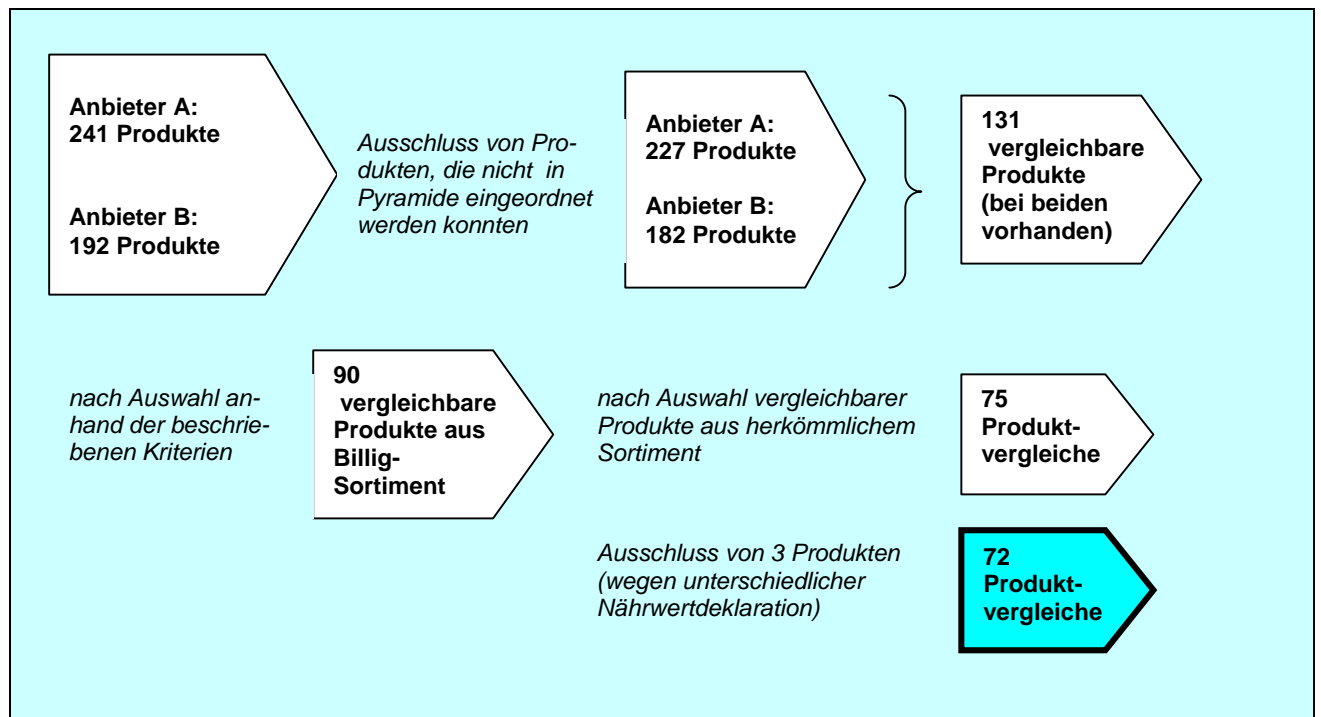 Anbieter A:
241 Produkte
Anbieter B:
192 Produkte
Ausschluss von Pro-
dukten, die nicht in
Pyramide eingeordnet
werden konnten
Anbieter A:
227 Produkte
Anbieter B:
182 Produkte
131
vergleichbare
Produkte
(bei beiden
vorhanden)
nach Auswahl an-
hand der beschrie-
benen Kriterien
90
vergleichbare
Produkte aus
Billig-
Sortiment
nach Auswahl vergleichbarer
Produkte aus herkömmlichem
Sortiment
75
Produkt-
vergleiche
Ausschluss von 3 Produkten
(wegen unterschiedlicher
Nährwertdeklaration)
72
Produkt-
vergleiche